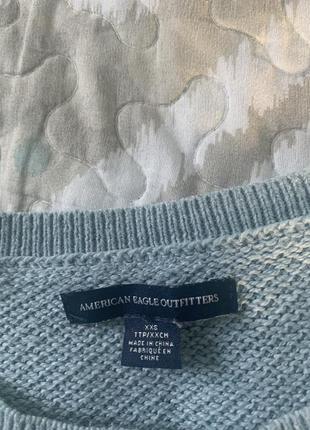 AMERICAN EAGLE OUTFITTERS
XXS
TTP/XXCH
MADE IN CHINA
FABRIQUÉ EN
CHINE